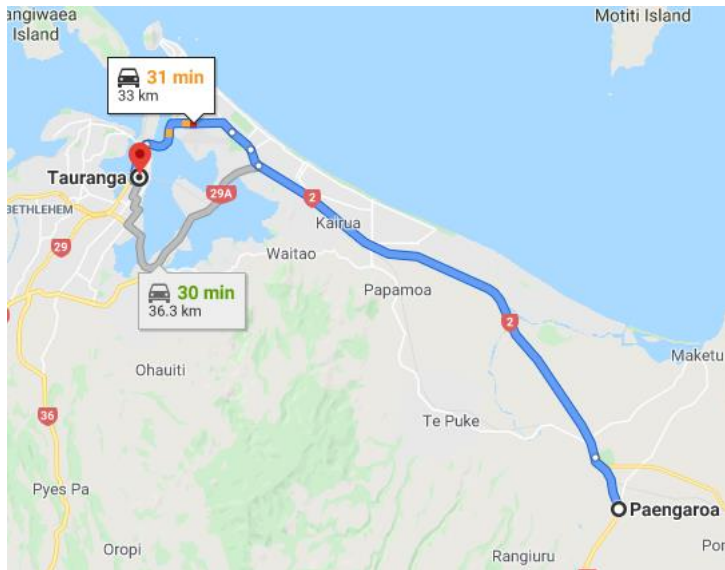 angiwaea
Island
Motiti Island
31 min
33 km
Tauranga
BETHLEHEM
29A
2
29
Kairua
Waitao
30 min
36.3 km
Papamoa
2
Maketu
Ohauiti
36
Te Puke
Pyes Pa
Paengaroa
Oropi
Rangiuru
Pon